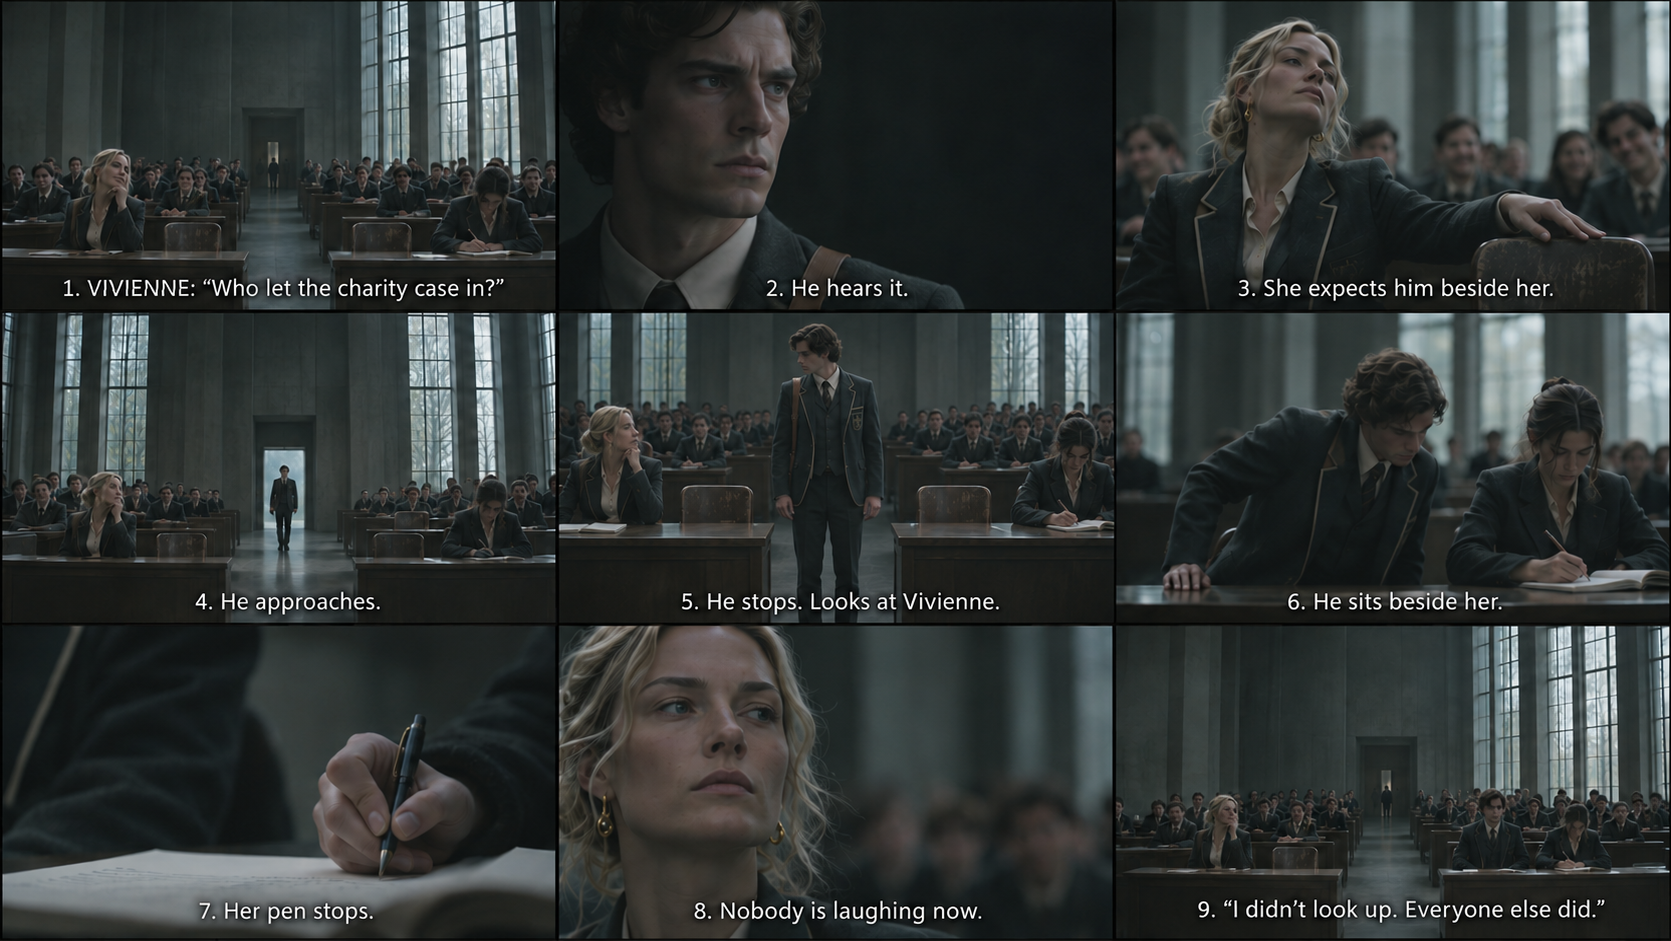 1. VIVIENNE: “Who let the charity case in?”
2. He hears it.
3. She expects him beside her.
4. He approaches.
5. He stops. Looks at Vivienne.
6. He sits beside her.
7. Her pen stops.
8. Nobody is laughing now.
9. “I didn’t look up. Everyone else did.”